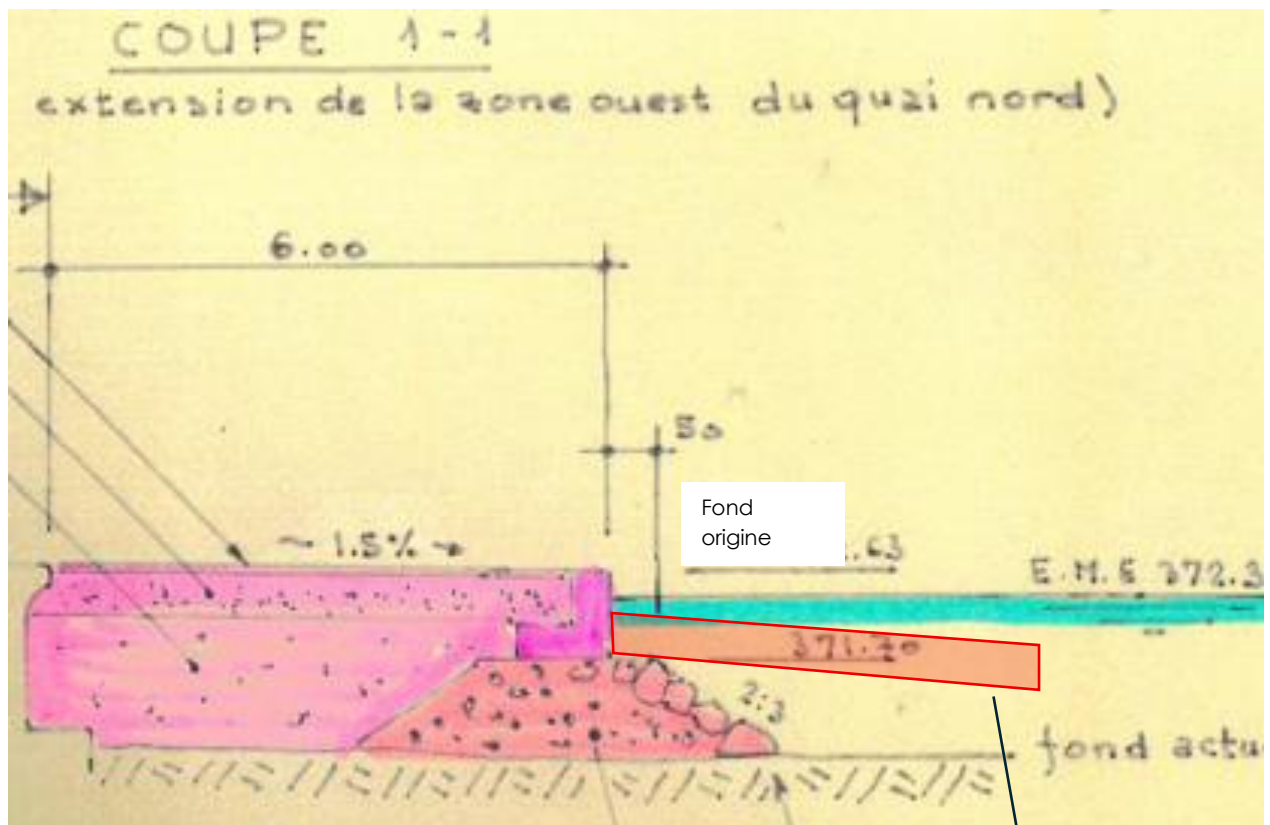 COUPE 1-1
extension de la zone ouest du quai nord)
6.00
50
Fond
origine
~ 1.5%
.63
E.M.E 372.3
371.70
2:3
fond actu